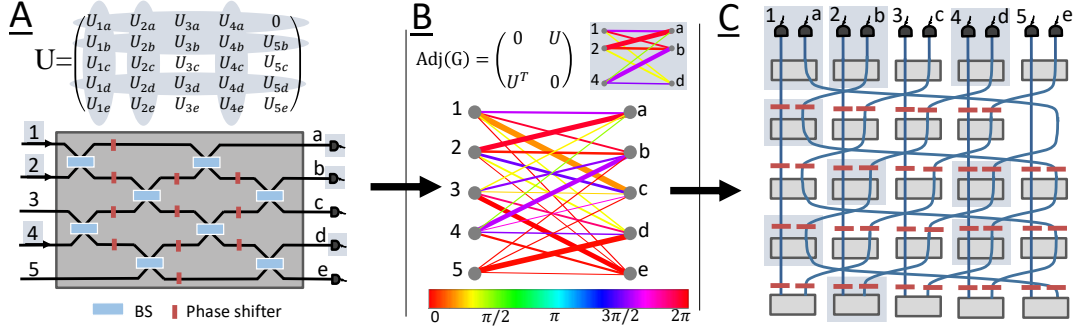 A
U=
U1a U2a U3a U4a 0
U1b U2b U3b U4b U5b
U1c U2c U3c U4c U5c
U1d U2d U3d U4d U5d
U1e U2e U3e U4e U5e
1 a
2 b
3 c
4 d
5 e
BS Phase shifter
B
Adj(G) = ( 0 U
U^T 0 )
1 a
2 b
4 d
1 a
2 b
3 c
4 d
5 e
0 π/2 π 3π/2 2π
C
1 a 2 b 3 c 4 d 5 e